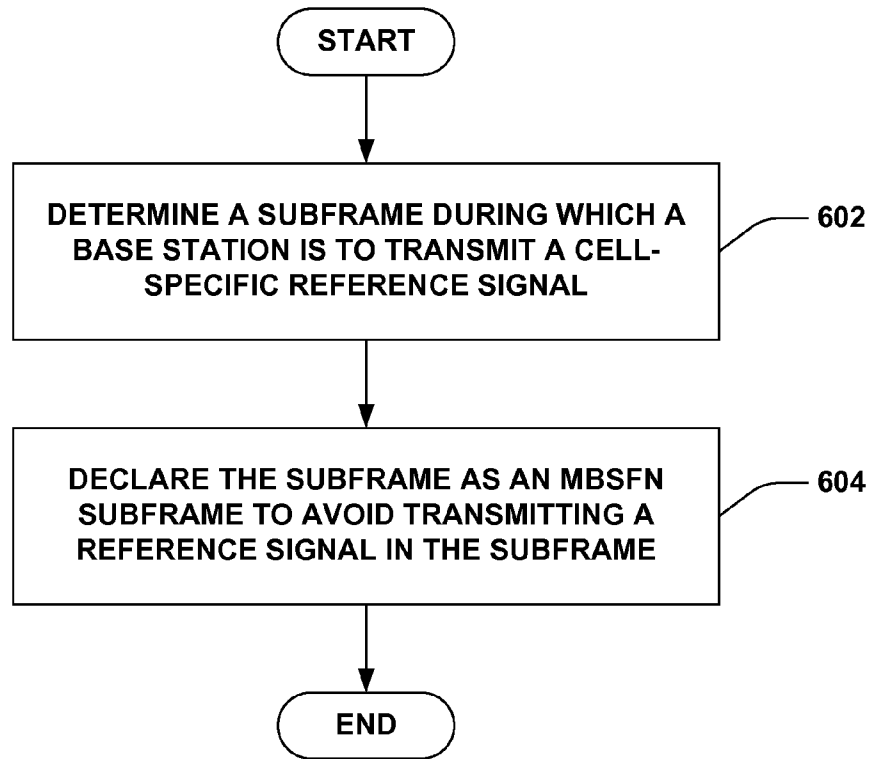 START
DETERMINE A SUBFRAME DURING WHICH A
BASE STATION IS TO TRANSMIT A CELL-
SPECIFIC REFERENCE SIGNAL
602
DECLARE THE SUBFRAME AS AN MBSFN
SUBFRAME TO AVOID TRANSMITTING A
REFERENCE SIGNAL IN THE SUBFRAME
604
END